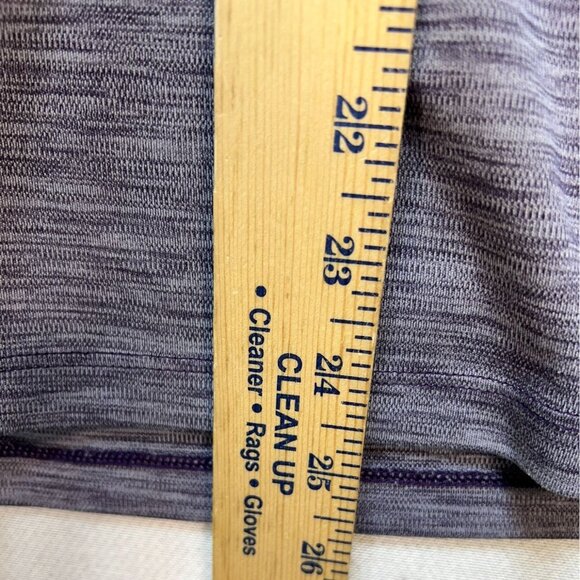 22
23
24
25
26
CLEAN UP
• Cleaner • Rags • Gloves